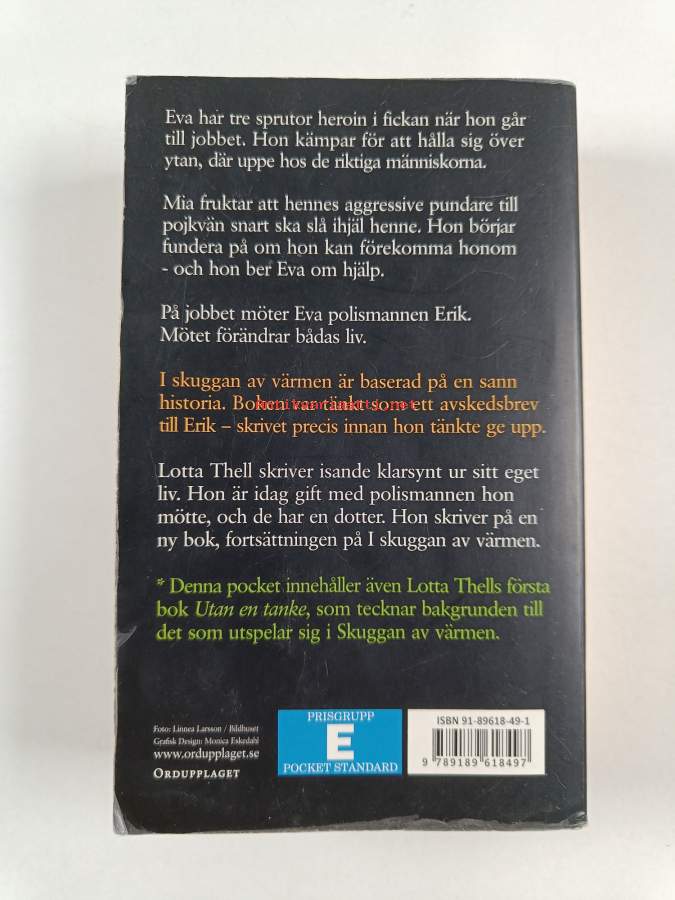 Eva har tre sprutor heroin i fickan när hon går
till jobbet. Hon kämpar för att hålla sig över
ytan, där uppe hos de riktiga människorna.
Mia fruktar att hennes aggressive pundare till
pojkvän snart ska slå ihjäl henne. Hon börjar
fundera på om hon kan förekomma honom
- och hon ber Eva om hjälp.
På jobbet möter Eva polismannen Erik.
Mötet förändrar bådas liv.
I skuggan av värmen är baserad på en sann
historia. Boken var tänkt som ett avskedsbrev
till Erik – skrivet precis innan hon tänkte ge upp.
Lotta Thell skriver isande klarsynt ur sitt eget
liv. Hon är idag gift med polismannen hon
mötte, och de har en dotter. Hon skriver på en
ny bok, fortsättningen på I skuggan av värmen.
* Denna pocket innehåller även Lotta Thells första
bok Utan en tanke, som tecknar bakgrunden till
det som utspelar sig i Skuggan av värmen.
Foto: Linnea Larsson / Bildhuset
Grafisk Design: Monica Eskedahl
www.ordupplaget.se
ORDUPPLAGET
PRISGRUPP
E
POCKET STANDARD
ISBN 91-89618-49-1
9 789189 618497